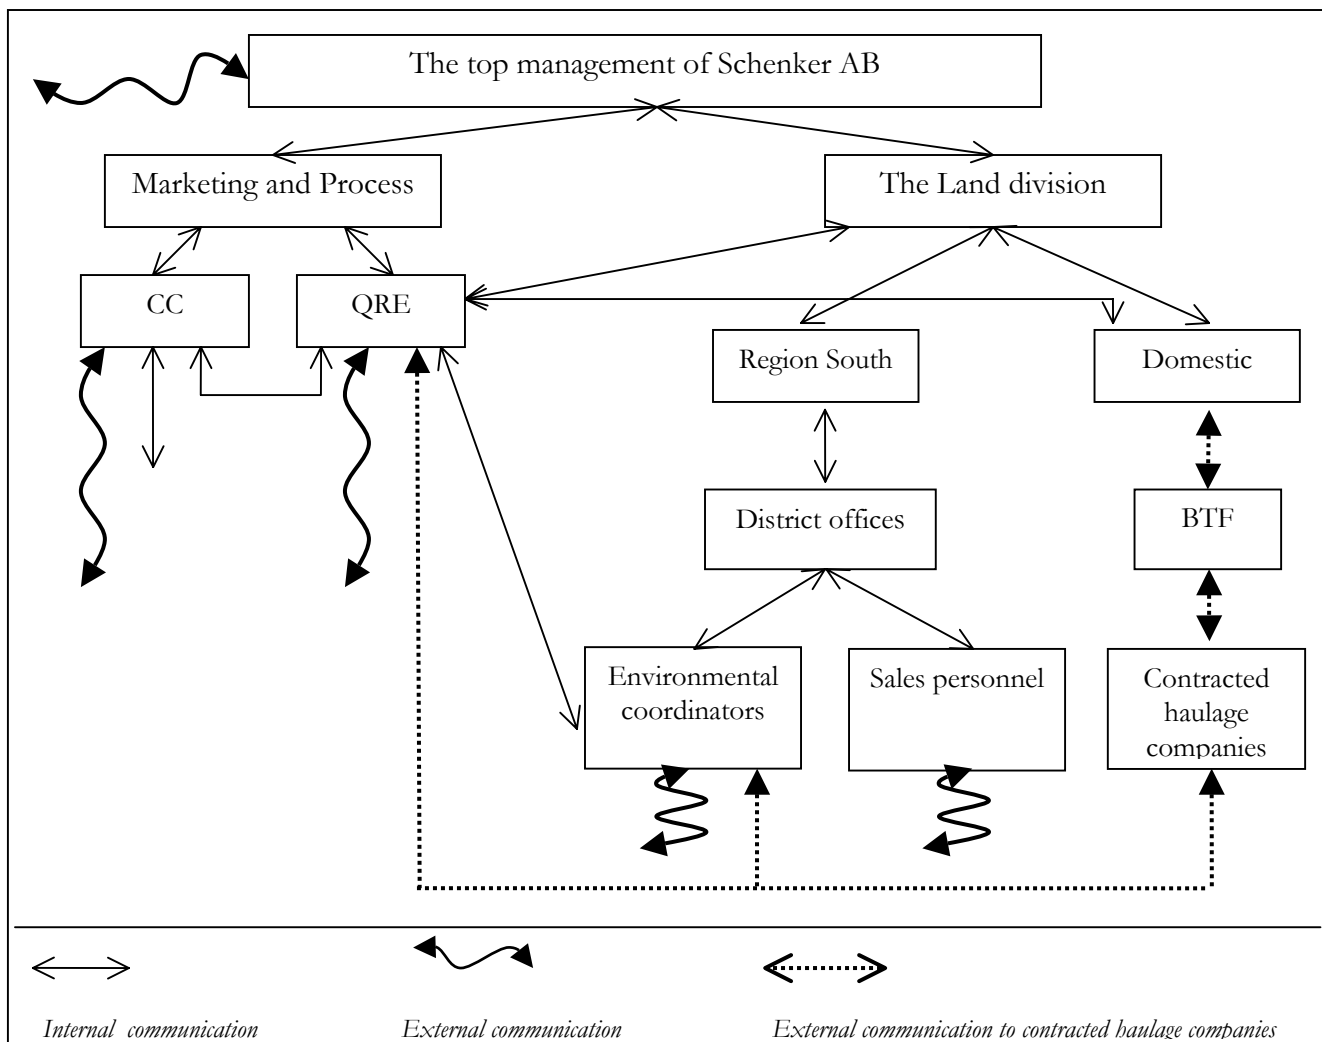 The top management of Schenker AB
Marketing and Process
The Land division
CC
QRE
Region South
Domestic
District offices
BTF
Environmental
coordinators
Sales personnel
Contracted
haulage
companies
Internal communication
External communication
External communication to contracted haulage companies